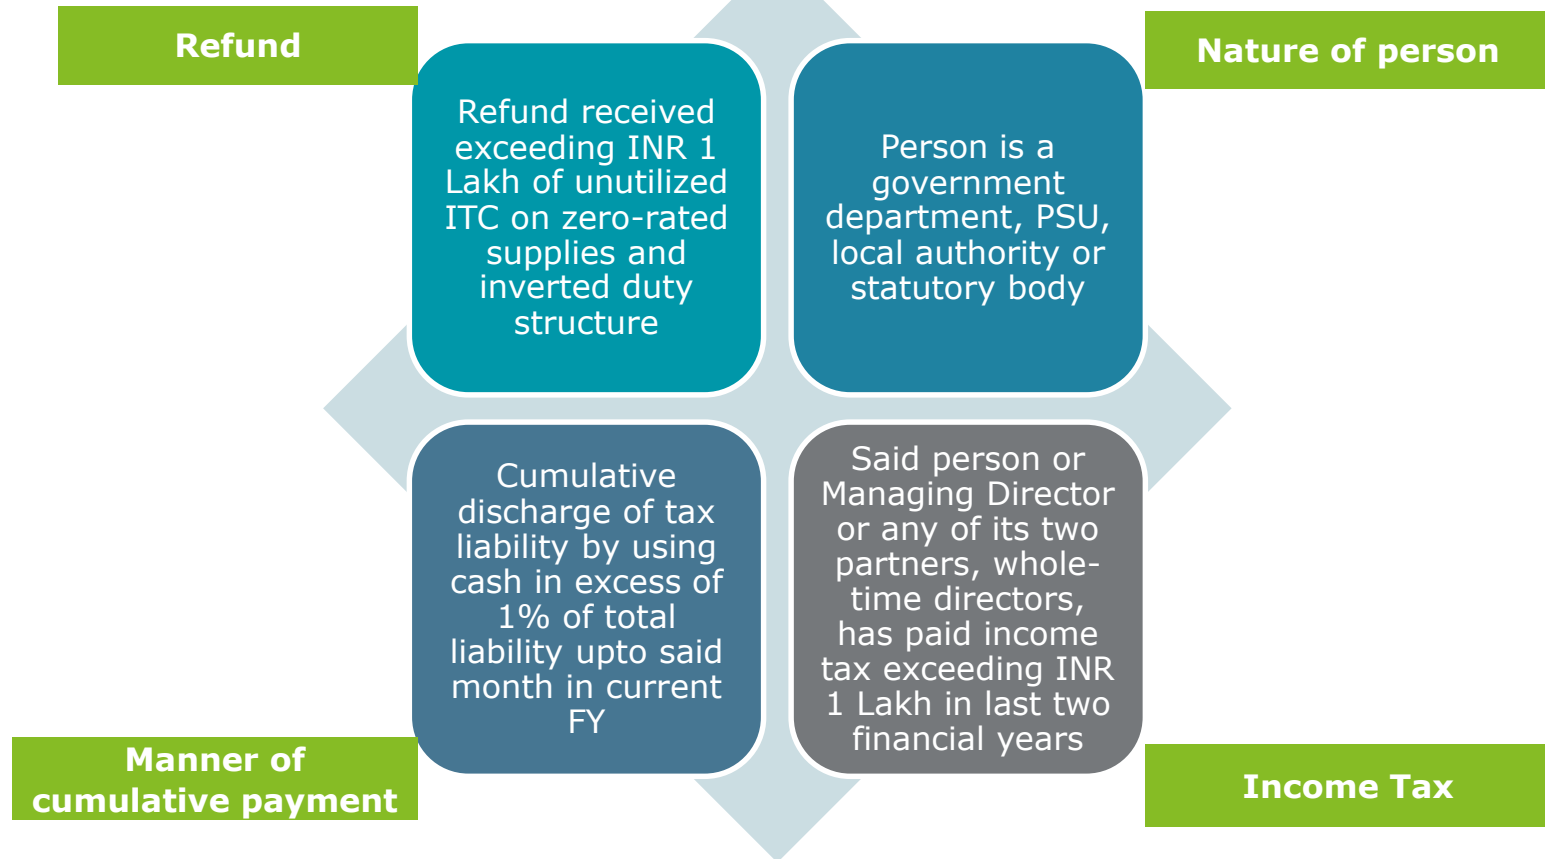 Refund
Refund received
exceeding INR 1
Lakh of unutilized
ITC on zero-rated
supplies and
inverted duty
structure
Nature of person
Person is a
government
department, PSU,
local authority or
statutory body
Cumulative
discharge of tax
liability by using
cash in excess of
1% of total
liability upto said
month in current
FY
Manner of
cumulative payment
Said person or
Managing Director
or any of its two
partners, whole-
time directors,
has paid income
tax exceeding INR
1 Lakh in last two
financial years
Income Tax